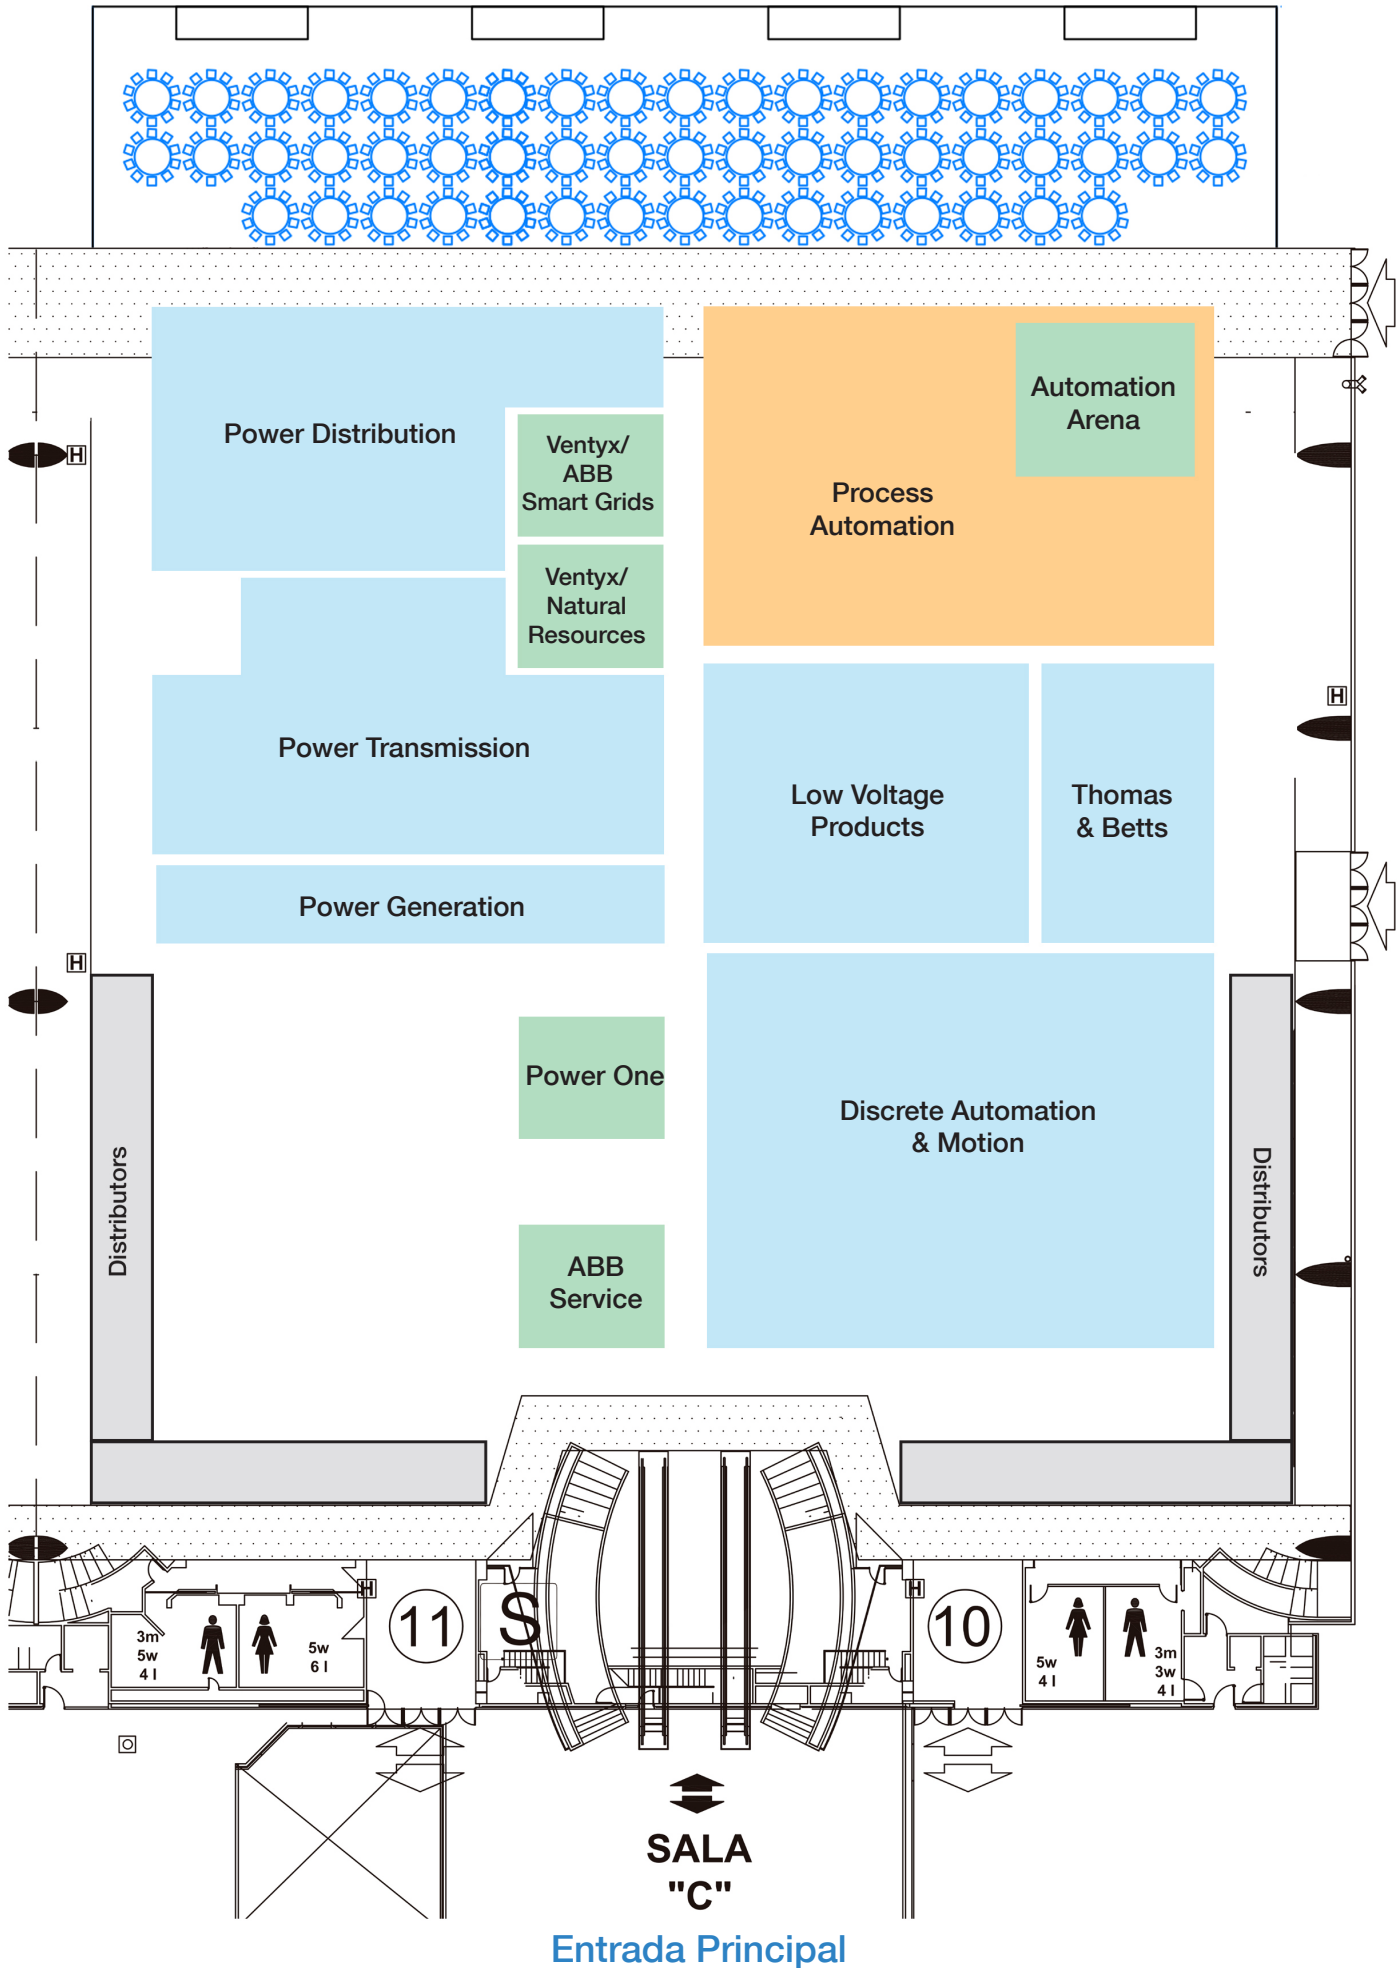 Automation
Arena
Power Distribution
Ventyx/
ABB
Smart Grids
Process
Automation
H
Ventyx/
Natural
Resources
H
Power Transmission
Low Voltage
Products
Thomas
& Betts
Power Generation
H
Power One
Discrete Automation
& Motion
Distributors
Distributors
ABB
Service
H
H
11
S
10
3m
5w
4 l
5w
6 l
5w
4 l
3m
3w
4 l
SALA
"C"
Entrada Principal